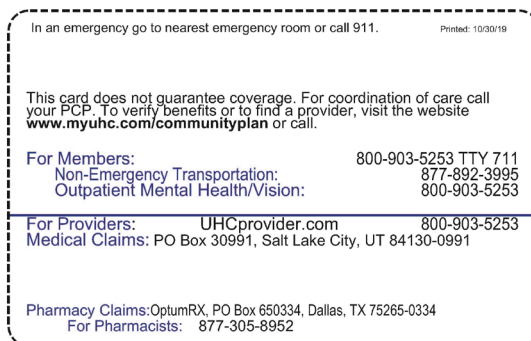 In an emergency go to nearest emergency room or call 911. Printed: 10/30/19
This card does not guarantee coverage. For coordination of care call
your PCP. To verify benefits or to find a provider, visit the website
www.myuhc.com/communityplan or call.
For Members: 800-903-5253 TTY 711
Non-Emergency Transportation: 877-892-3995
Outpatient Mental Health/Vision: 800-903-5253
For Providers: UHCprovider.com 800-903-5253
Medical Claims: PO Box 30991, Salt Lake City, UT 84130-0991
Pharmacy Claims:OptumRX, PO Box 650334, Dallas, TX 75265-0334
For Pharmacists: 877-305-8952